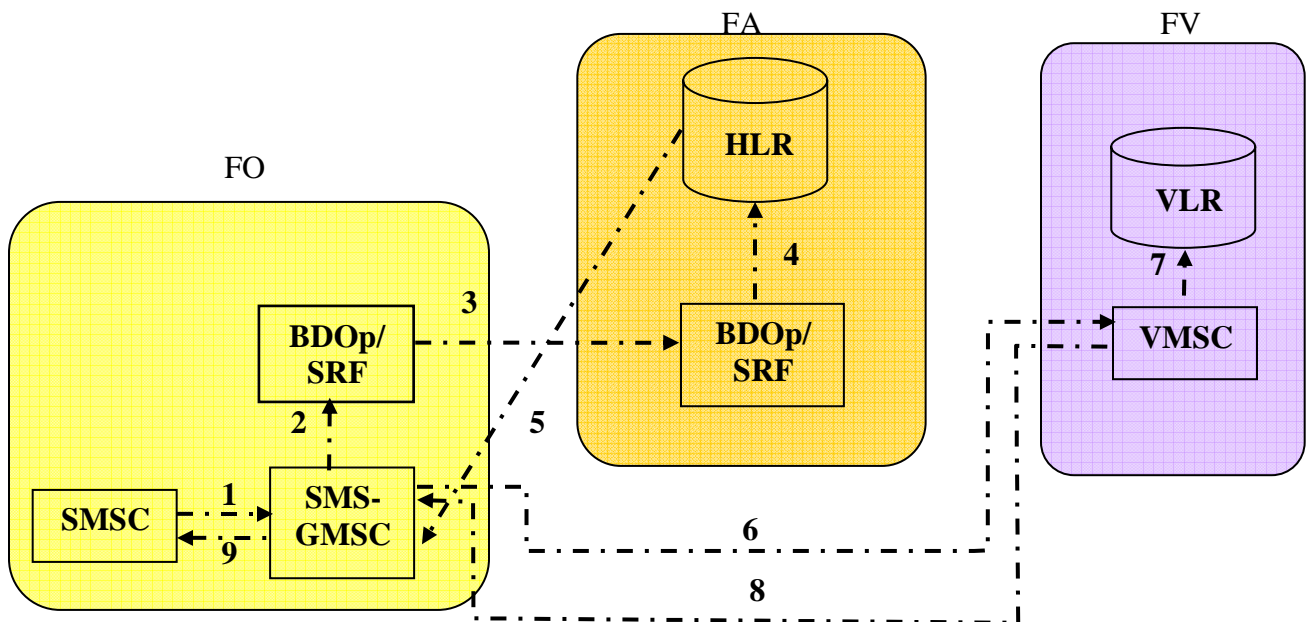 FA
FV
HLR
FO
VLR
4
7
3
BDOp/
SRF
BDOp/
SRF
VMSC
2
5
1
SMS-
GMSC
SMSC
6
9
8